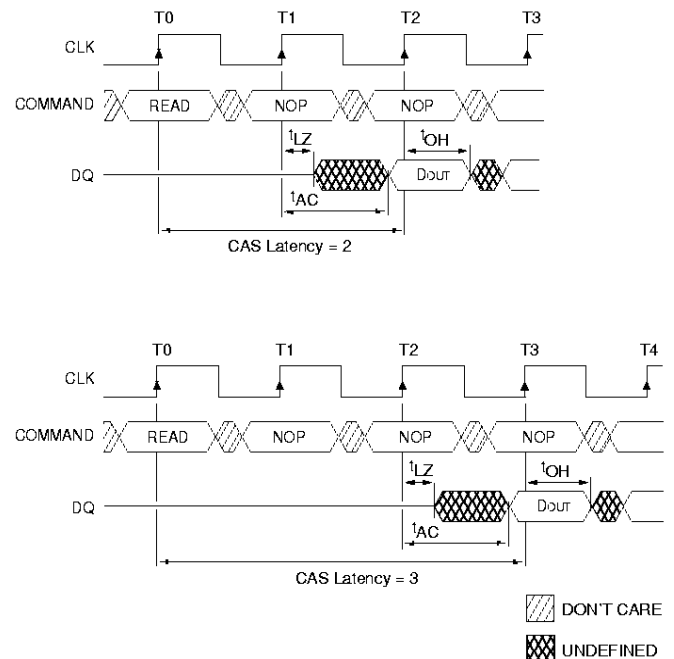 T0 T1 T2 T3
CLK
COMMAND READ NOP NOP
tLZ tOH
DQ DOUT
tAC
CAS Latency = 2
T0 T1 T2 T3 T4
CLK
COMMAND READ NOP NOP NOP
tLZ tOH
DQ DOUT
tAC
CAS Latency = 3
DON'T CARE
UNDEFINED